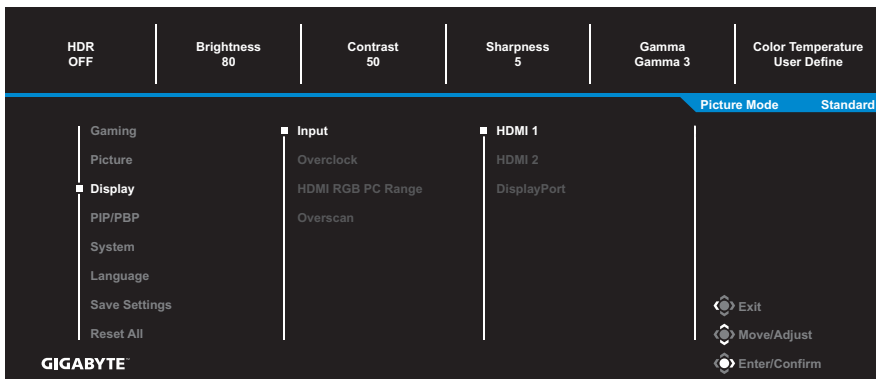 HDR
OFF
Brightness
80
Contrast
50
Sharpness
5
Gamma
Gamma 3
Color Temperature
User Define
Picture Mode Standard
Gaming
Picture
Display
PIP/PBP
System
Language
Save Settings
Reset All
Input
Overclock
HDMI RGB PC Range
Overscan
HDMI 1
HDMI 2
DisplayPort
Exit
Move/Adjust
Enter/Confirm
GIGABYTE™